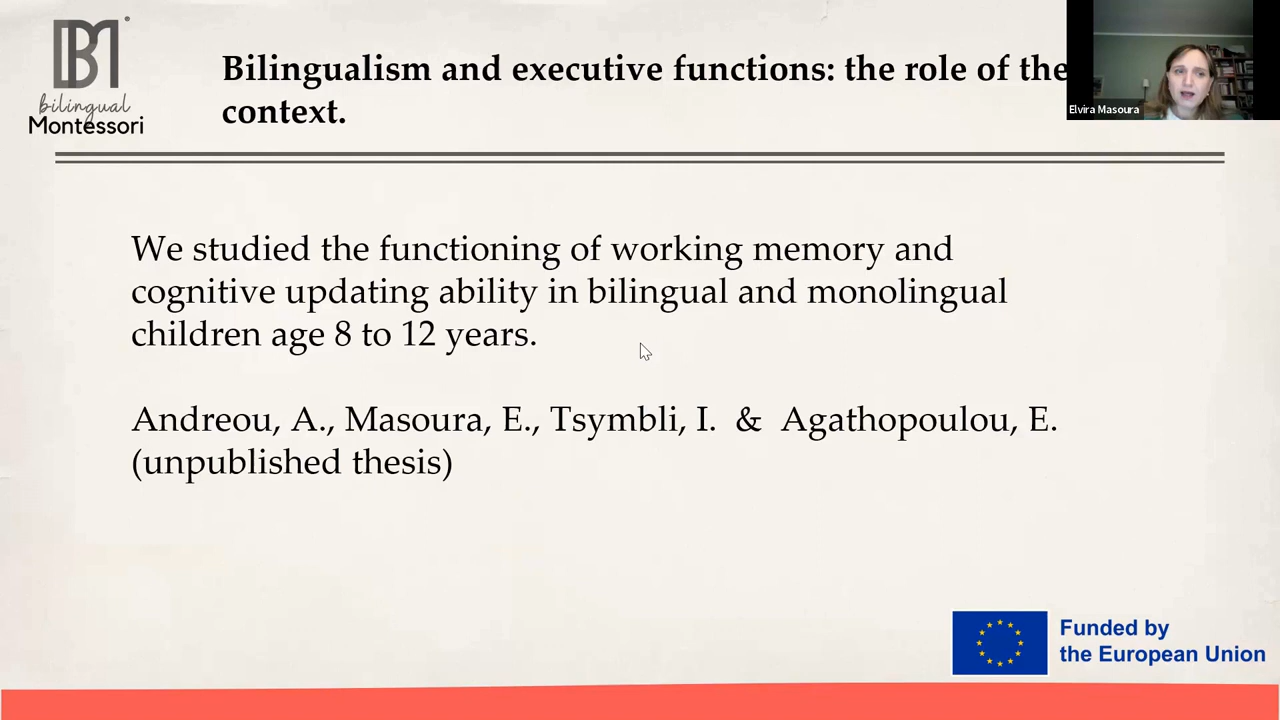 BM
bilingual
Montessori
Bilingualism and executive functions: the role of the
context.
Elvira Masoura
We studied the functioning of working memory and
cognitive updating ability in bilingual and monolingual
children age 8 to 12 years.
Andreou, A., Masoura, E., Tsymbli, I. & Agathopoulou, E.
(unpublished thesis)
Funded by
the European Union